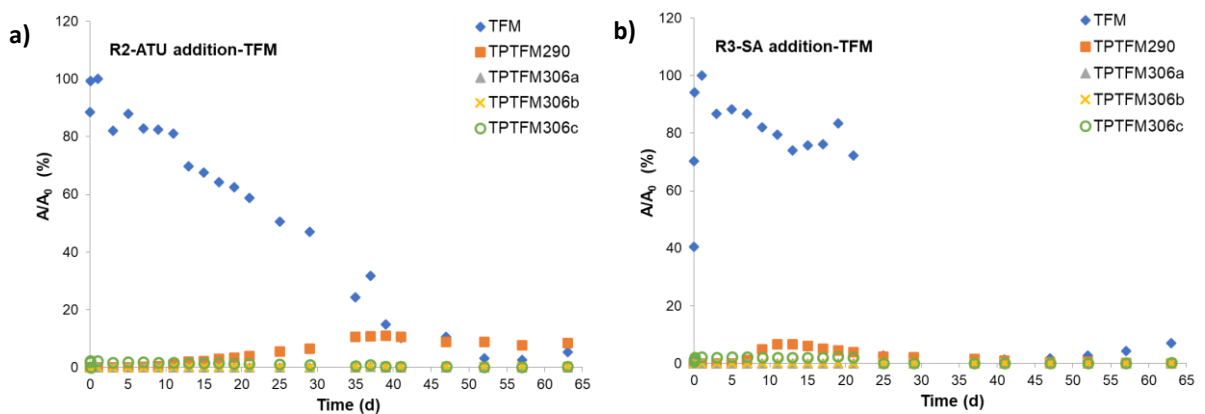 a)
R2-ATU addition-TFM
TFM
TPTFM290
TPTFM306a
TPTFM306b
TPTFM306c
120
100
80
60
40
20
0
A/A₀ (%)
0 5 10 15 20 25 30 35 40 45 50 55 60 65
Time (d)
b)
R3-SA addition-TFM
TFM
TPTFM290
TPTFM306a
TPTFM306b
TPTFM306c
120
100
80
60
40
20
0
A/A₀ (%)
0 5 10 15 20 25 30 35 40 45 50 55 60 65
Time (d)